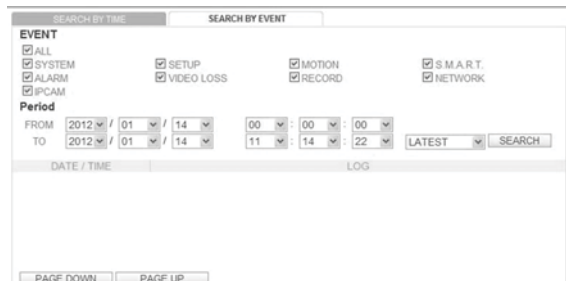 SEARCH BY TIME SEARCH BY EVENT
EVENT
ALL
SYSTEM SETUP MOTION S.M.A.R.T.
ALARM VIDEO LOSS RECORD NETWORK
IPCAM
Period
FROM 2012 / 01 / 14 00 : 00 : 00
TO 2012 / 01 / 14 11 : 14 : 22 LATEST SEARCH
DATE / TIME LOG
PAGE DOWN PAGE UP